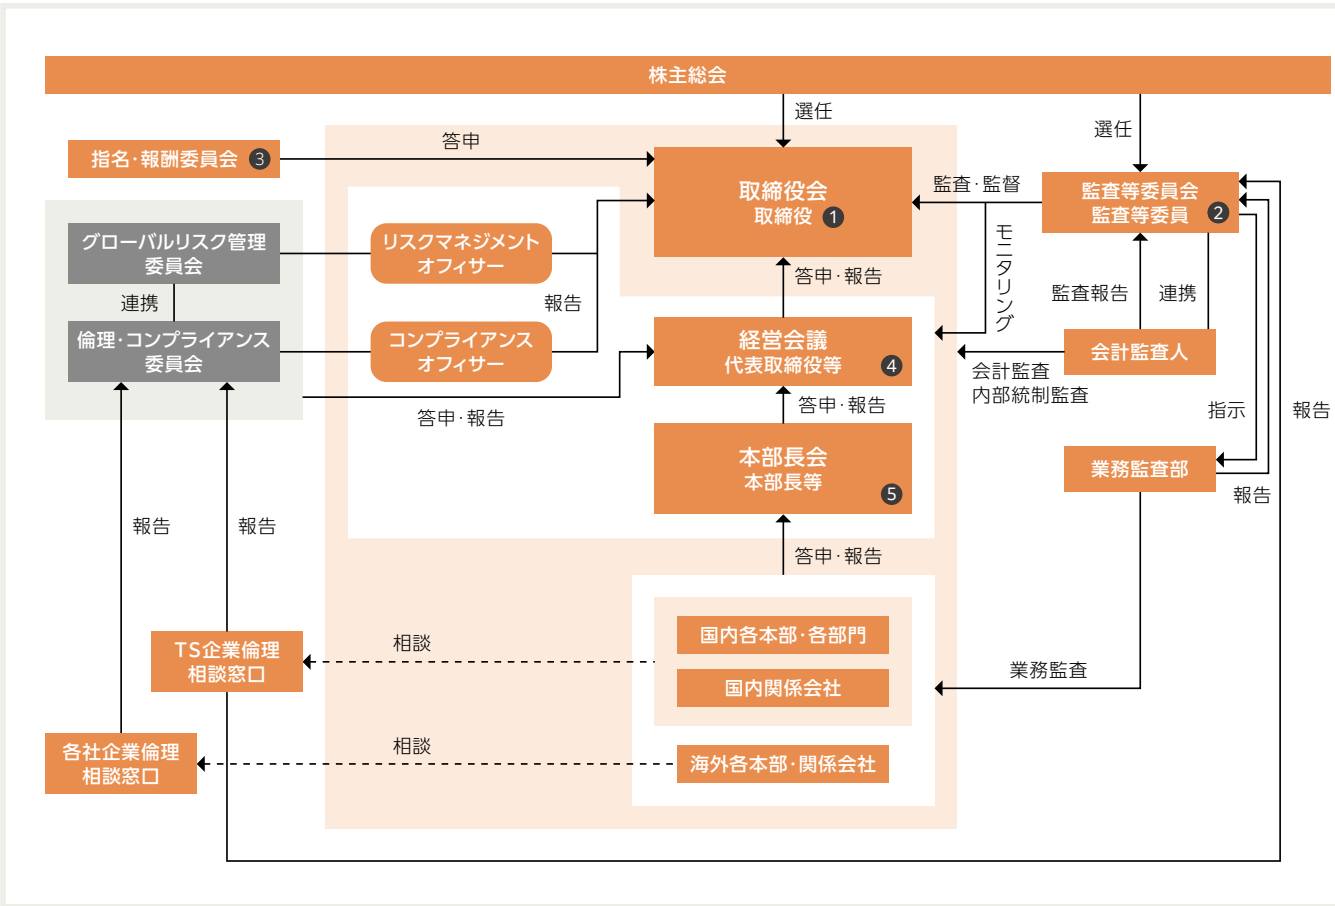 株主総会
選任
選任
答申
指名・報酬委員会 ③
取締役会
取締役 ①
監査・監督
監査等委員会
監査等委員 ②
グローバルリスク管理
委員会
リスクマネジメント
オフィサー
モニタリング
答申・報告
連携
報告
監査報告
連携
倫理・コンプライアンス
委員会
コンプライアンス
オフィサー
経営会議
代表取締役等 ④
会計監査人
会計監査
内部統制監査
答申・報告
答申・報告
指示
報告
本部長会
本部長等 ⑤
業務監査部
報告
報告
報告
答申・報告
国内各本部・各部門
TS企業倫理
相談窓口
相談
国内関係会社
業務監査
各社企業倫理
相談窓口
相談
海外各本部・関係会社